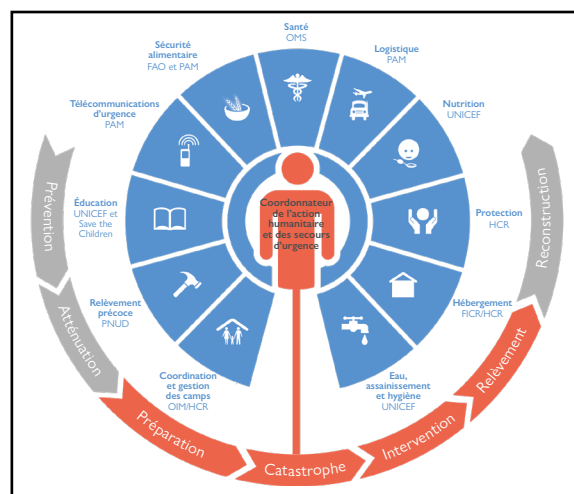 Santé
OMS
Logistique
PAM
Nutrition
UNICEF
Protection
HCR
Hébergement
FICR/HCR
Eau,
assainissement
et hygiène
UNICEF
Coordination
et gestion
des camps
OIM/HCR
Relèvement
précoce
PNUD
Éducation
UNICEF et
Save the
Children
Télécommunications
d'urgence
PAM
Sécurité
alimentaire
FAO et PAM
Coordonnateur
de l'action
humanitaire
et des secours
d'urgence
Prévention
Atténuation
Préparation
Catastrophe
Intervention
Relèvement
Reconstruction